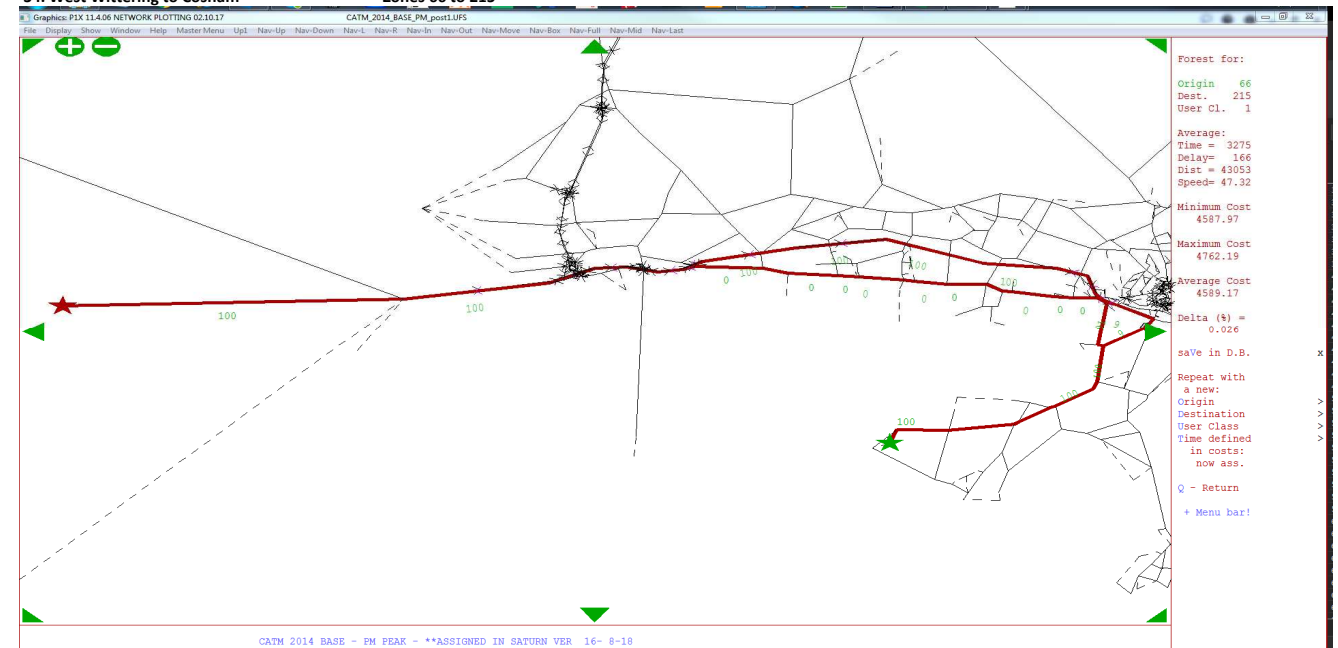 Graphics: P1X 11.4.06 NETWORK PLOTTING 02.10.17 CATM_2014_BASE_PM_post1.UFS
File Display Show Window Help Master Menu Up1 Nav-Up Nav-Down Nav-L Nav-R Nav-In Nav-Out Nav-Move Nav-Box Nav-Full Nav-Mid Nav-Last
Forest for:
Origin 66
Dest. 215
User Cl. 1
Average:
Time = 3275
Delay= 166
Dist = 43053
Speed= 47.32
Minimum Cost
4587.97
Maximum Cost
4762.19
Average Cost
4589.17
Delta (%) =
0.026
saVe in D.B. x
Repeat with
a new:
Origin >
Destination >
User Class >
Time defined >
in costs:
now ass.
Q - Return
+ Menu bar!
100
100
0 100
100
100
0
0 0
0 0
100
0 0 0
100
100
CATM 2014 BASE - PM PEAK - **ASSIGNED IN SATURN VER 16- 8-18